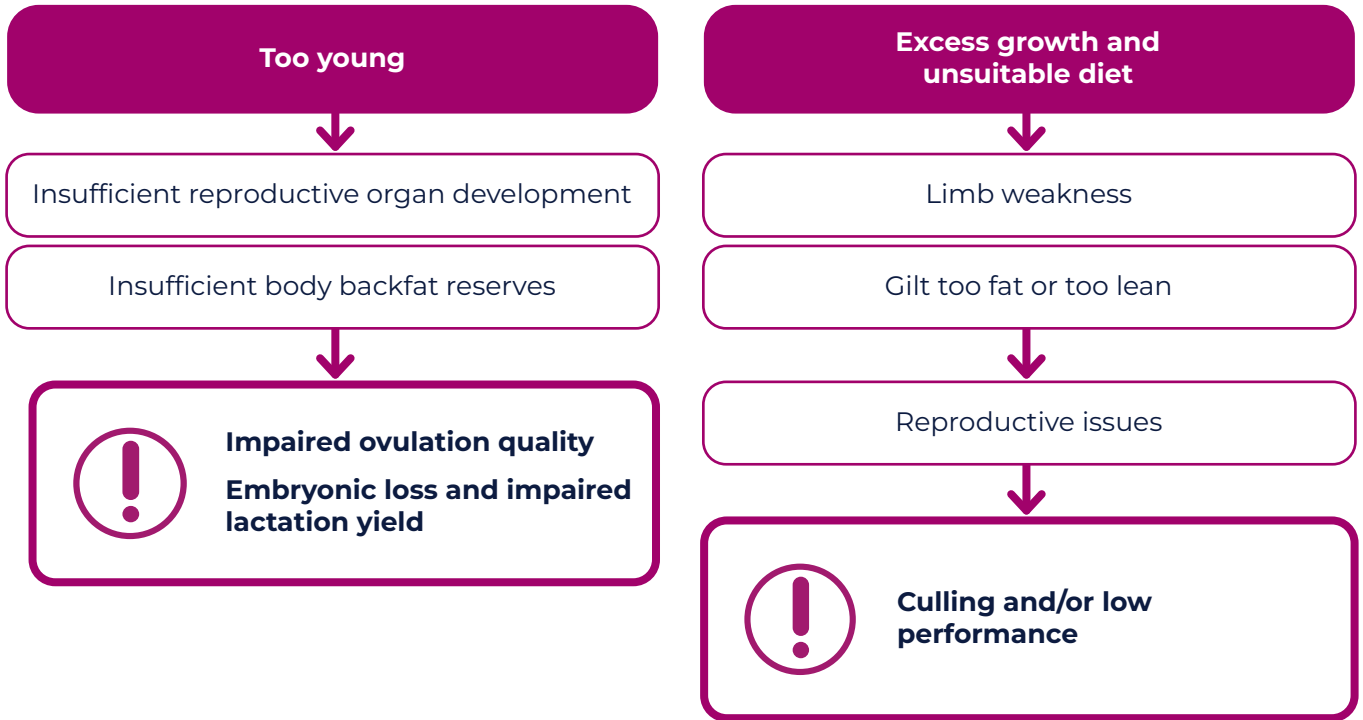 Too young
Insufficient reproductive organ development
Insufficient body backfat reserves
Impaired ovulation quality
Embryonic loss and impaired
lactation yield
Excess growth and
unsuitable diet
Limb weakness
Gilt too fat or too lean
Reproductive issues
Culling and/or low
performance